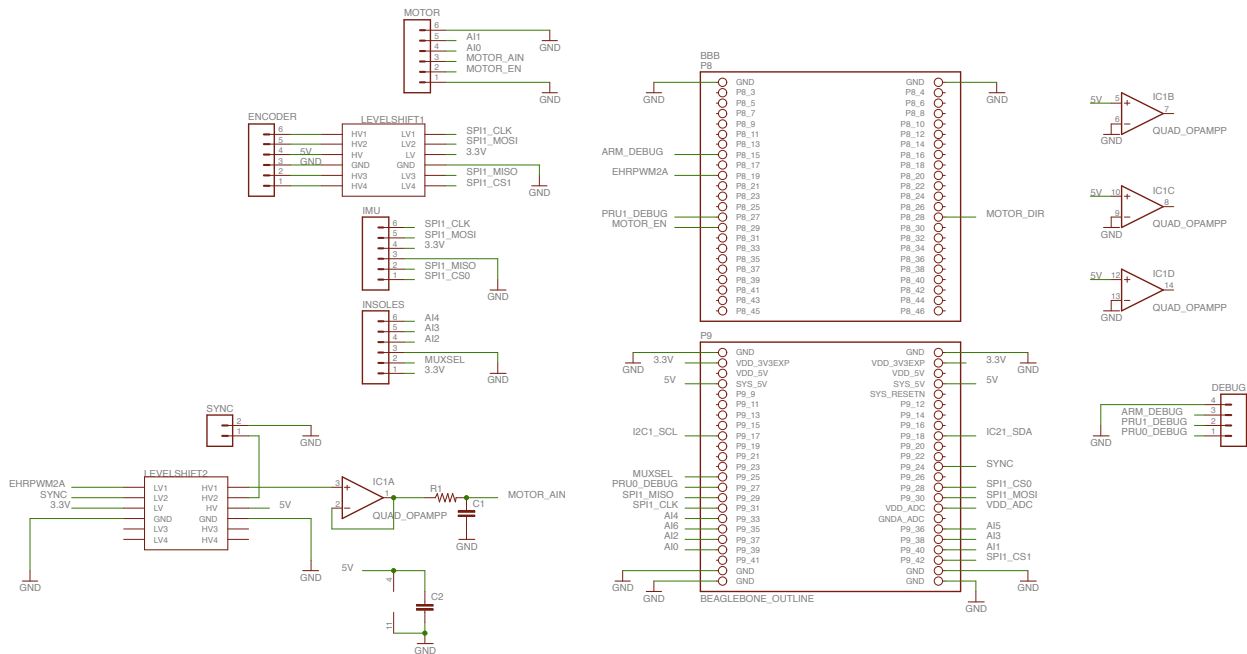 MOTOR
6
5 AI1
4 AI0
3 MOTOR_AIN
2 MOTOR_EN
1
GND
GND
ENCODER
LEVELSHIFT1
6 HV1 LV1 SPI1_CLK
5 HV2 LV2 SPI1_MOSI
4 5V HV LV 3.3V
3 GND GND GND
2 HV3 LV3 SPI1_MISO
1 HV4 LV4 SPI1_CS1
GND
IMU
6 SPI1_CLK
5 SPI1_MOSI
4 3.3V
3
2 SPI1_MISO
1 SPI1_CS0
GND
INSOLES
6 AI4
5 AI3
4 AI2
3
2 MUXSEL
1 3.3V
GND
SYNC
2
1
GND
LEVELSHIFT2
EHRPWM2A LV1 HV1
SYNC LV2 HV2
3.3V LV HV 5V
GND GND
LV3 HV3
LV4 HV4
GND
GND
IC1A
3
2
1
QUAD_OPAMPP
R1
C1
MOTOR_AIN
GND
5V
4
11
C2
GND
BBB
P8
GND GND
GND GND
P8_3 P8_4
P8_5 P8_6
P8_7 P8_8
P8_9 P8_10
P8_11 P8_12
P8_13 P8_14
ARM_DEBUG P8_15 P8_16
P8_17 P8_18
EHRPWM2A P8_19 P8_20
P8_21 P8_22
P8_23 P8_24
P8_25 P8_26
PRU1_DEBUG P8_27 P8_28 MOTOR_DIR
MOTOR_EN P8_29 P8_30
P8_31 P8_32
P8_33 P8_34
P8_35 P8_36
P8_37 P8_38
P8_39 P8_40
P8_41 P8_42
P8_43 P8_44
P8_45 P8_46
P9
GND GND
GND GND
3.3V VDD_3V3EXP VDD_3V3EXP 3.3V
VDD_5V VDD_5V
5V SYS_5V SYS_5V 5V
P9_9 SYS_RESETN
P9_11 P9_12
P9_13 P9_14
P9_15 P9_16
I2C1_SCL P9_17 P9_18 IC21_SDA
P9_19 P9_20
P9_21 P9_22
P9_23 P9_24 SYNC
MUXSEL P9_25 P9_26
PRU0_DEBUG P9_27 P9_28 SPI1_CS0
SPI1_MISO P9_29 P9_30 SPI1_MOSI
SPI1_CLK P9_31 VDD_ADC VDD_ADC
AI4 P9_33 GNDA_ADC
AI6 P9_35 P9_36 AI5
AI2 P9_37 P9_38 AI3
AI0 P9_39 P9_40 AI1
P9_41 P9_42 SPI1_CS1
GND GND
GND GND
GND GND
GND GND
BEAGLEBONE_OUTLINE
IC1B
5V 5
6
7
GND
QUAD_OPAMPP
IC1C
5V 10
9
8
GND
QUAD_OPAMPP
IC1D
5V 12
13
14
GND
QUAD_OPAMPP
DEBUG
4
ARM_DEBUG 3
PRU1_DEBUG 2
PRU0_DEBUG 1
GND